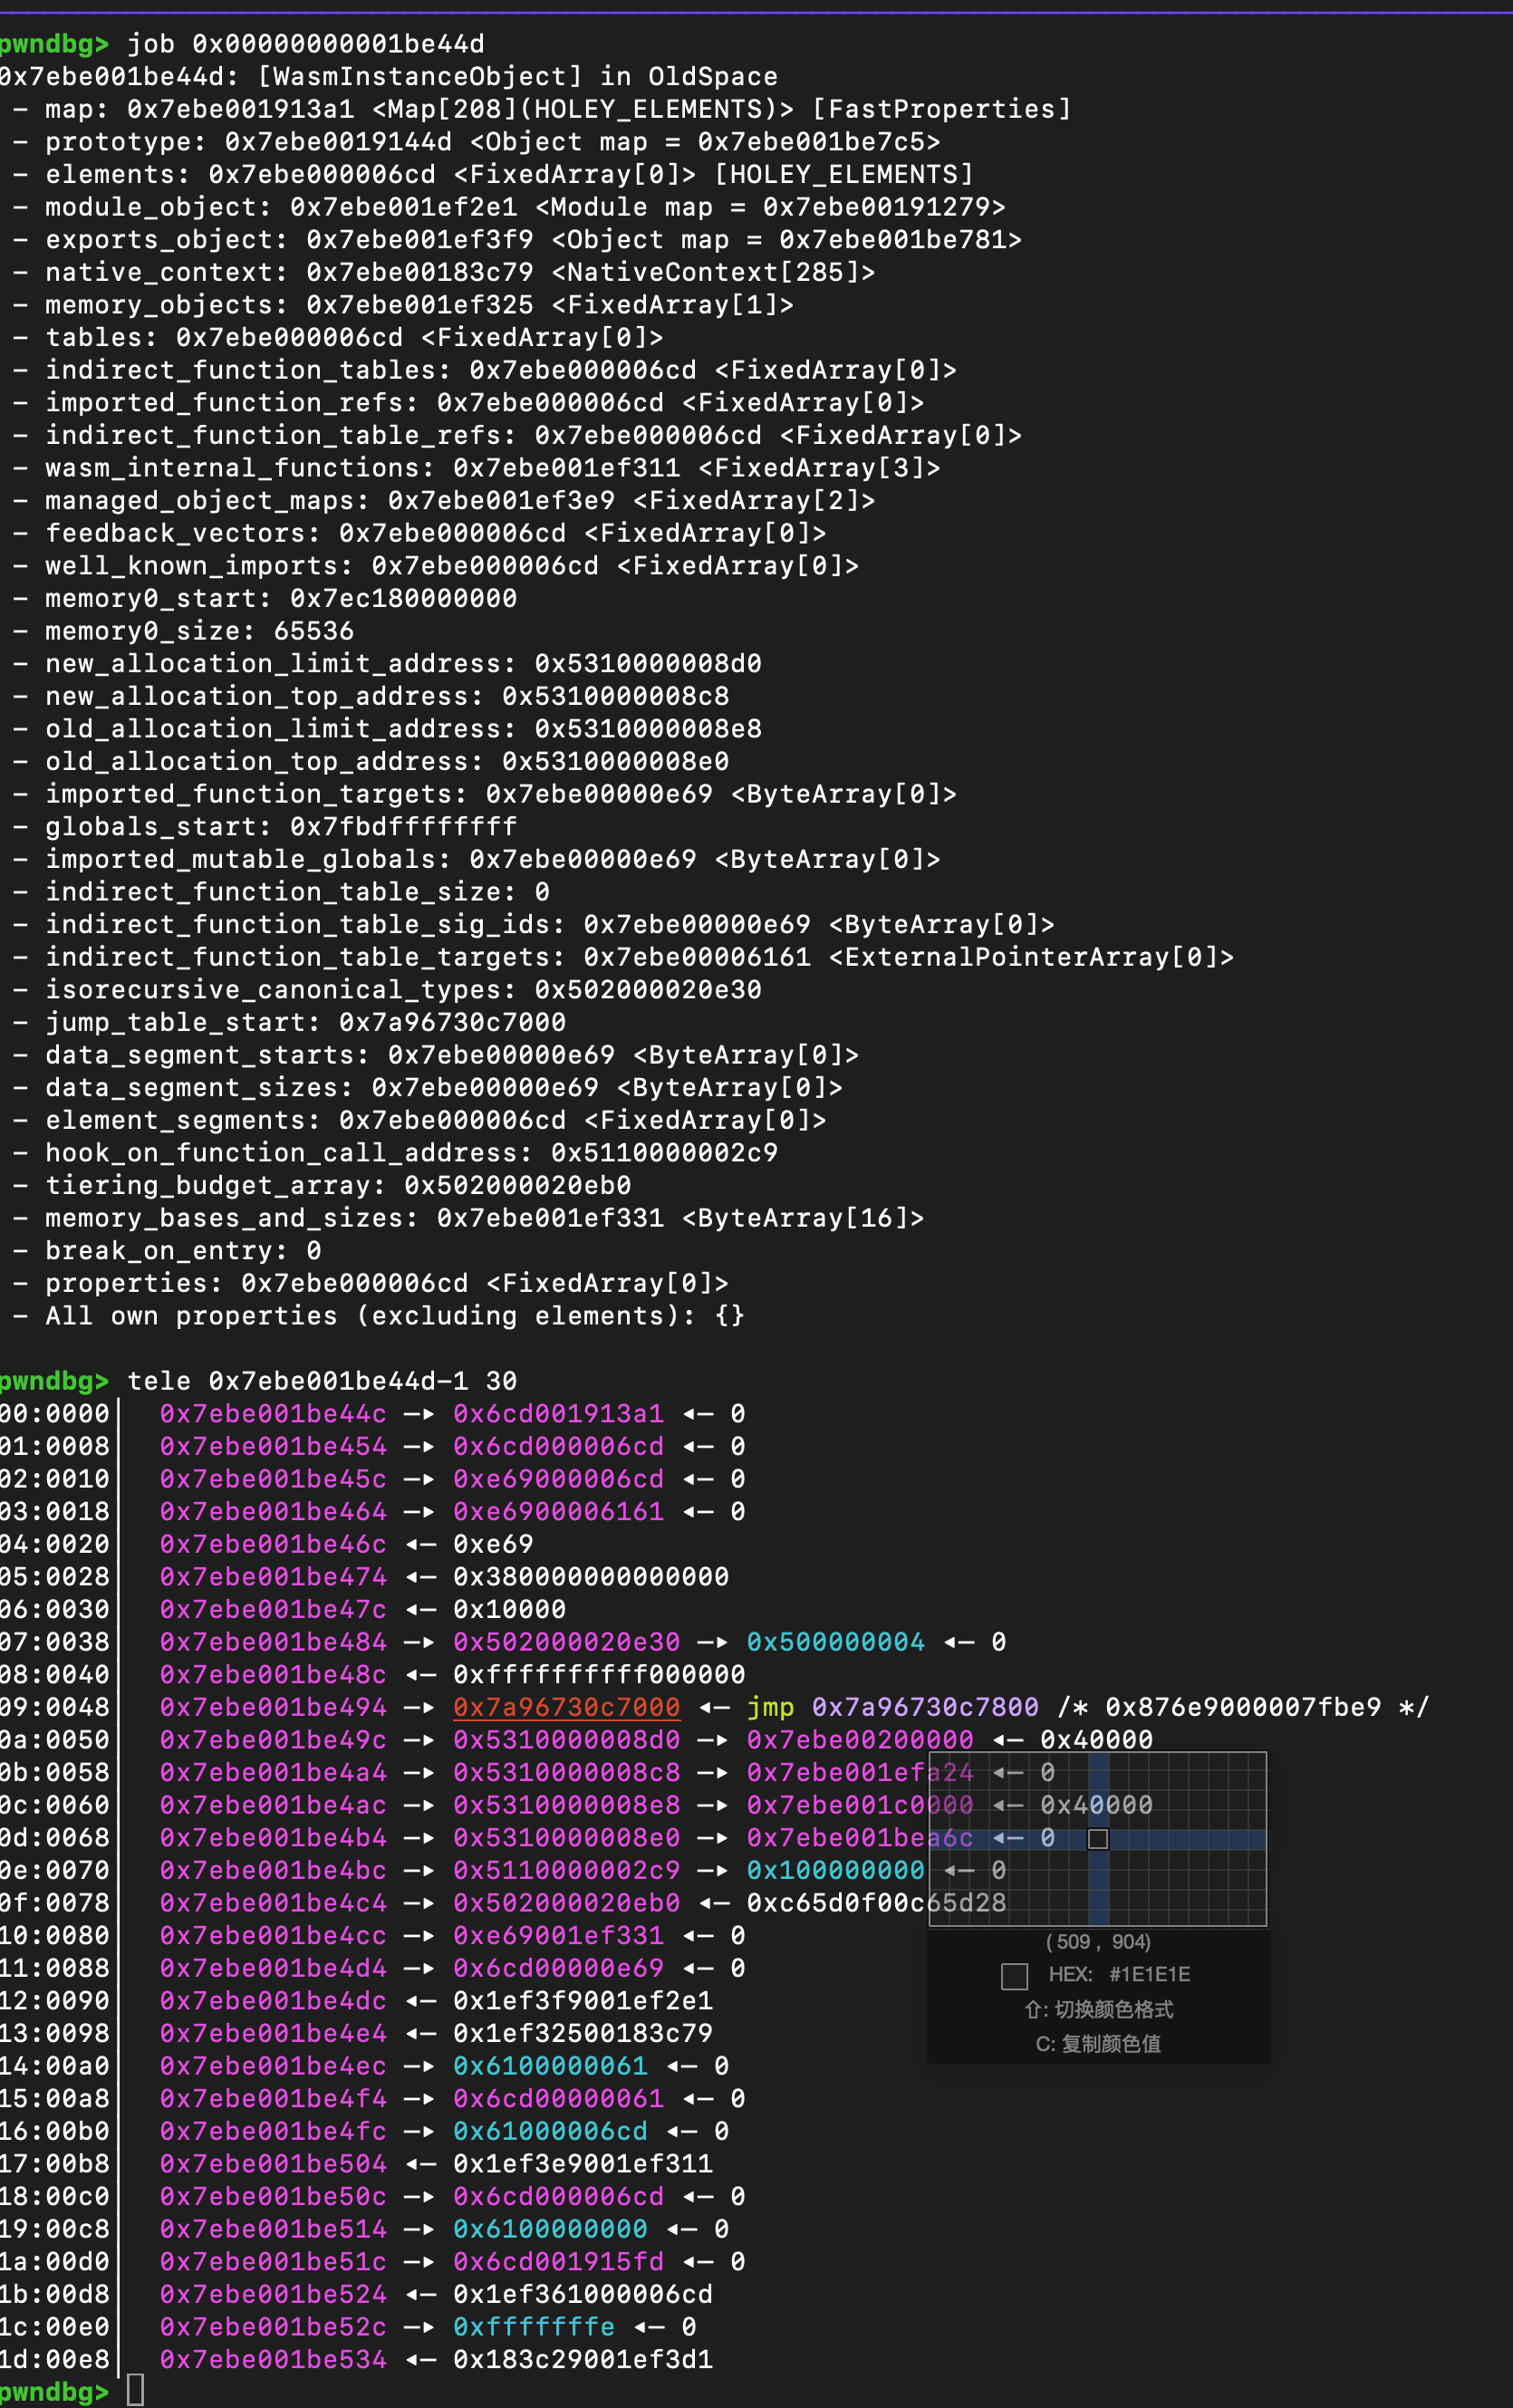 pwndbg> job 0x00000000001be44d
0x7ebe001be44d: [WasmInstanceObject] in OldSpace
- map: 0x7ebe001913a1 <Map[208](HOLEY_ELEMENTS)> [FastProperties]
- prototype: 0x7ebe0019144d <Object map = 0x7ebe001be7c5>
- elements: 0x7ebe000006cd <FixedArray[0]> [HOLEY_ELEMENTS]
- module_object: 0x7ebe001ef2e1 <Module map = 0x7ebe00191279>
- exports_object: 0x7ebe001ef3f9 <Object map = 0x7ebe001be781>
- native_context: 0x7ebe00183c79 <NativeContext[285]>
- memory_objects: 0x7ebe001ef325 <FixedArray[1]>
- tables: 0x7ebe000006cd <FixedArray[0]>
- indirect_function_tables: 0x7ebe000006cd <FixedArray[0]>
- imported_function_refs: 0x7ebe000006cd <FixedArray[0]>
- indirect_function_table_refs: 0x7ebe000006cd <FixedArray[0]>
- wasm_internal_functions: 0x7ebe001ef311 <FixedArray[3]>
- managed_object_maps: 0x7ebe001ef3e9 <FixedArray[2]>
- feedback_vectors: 0x7ebe000006cd <FixedArray[0]>
- well_known_imports: 0x7ebe000006cd <FixedArray[0]>
- memory0_start: 0x7ec180000000
- memory0_size: 65536
- new_allocation_limit_address: 0x5310000008d0
- new_allocation_top_address: 0x5310000008c8
- old_allocation_limit_address: 0x5310000008e8
- old_allocation_top_address: 0x5310000008e0
- imported_function_targets: 0x7ebe00000e69 <ByteArray[0]>
- globals_start: 0x7fbdffffffff
- imported_mutable_globals: 0x7ebe00000e69 <ByteArray[0]>
- indirect_function_table_size: 0
- indirect_function_table_sig_ids: 0x7ebe00000e69 <ByteArray[0]>
- indirect_function_table_targets: 0x7ebe00006161 <ExternalPointerArray[0]>
- isorecursive_canonical_types: 0x502000020e30
- jump_table_start: 0x7a96730c7000
- data_segment_starts: 0x7ebe00000e69 <ByteArray[0]>
- data_segment_sizes: 0x7ebe00000e69 <ByteArray[0]>
- element_segments: 0x7ebe000006cd <FixedArray[0]>
- hook_on_function_call_address: 0x5110000002c9
- tiering_budget_array: 0x502000020eb0
- memory_bases_and_sizes: 0x7ebe001ef331 <ByteArray[16]>
- break_on_entry: 0
- properties: 0x7ebe000006cd <FixedArray[0]>
- All own properties (excluding elements): {}
pwndbg> tele 0x7ebe001be44d-1 30
00:0000│ 0x7ebe001be44c —▸ 0x6cd001913a1 ◂— 0
01:0008│ 0x7ebe001be454 —▸ 0x6cd000006cd ◂— 0
02:0010│ 0x7ebe001be45c —▸ 0xe69000006cd ◂— 0
03:0018│ 0x7ebe001be464 —▸ 0xe6900006161 ◂— 0
04:0020│ 0x7ebe001be46c ◂— 0xe69
05:0028│ 0x7ebe001be474 ◂— 0x380000000000000
06:0030│ 0x7ebe001be47c ◂— 0x10000
07:0038│ 0x7ebe001be484 —▸ 0x502000020e30 —▸ 0x500000004 ◂— 0
08:0040│ 0x7ebe001be48c ◂— 0xffffffffff000000
09:0048│ 0x7ebe001be494 —▸ 0x7a96730c7000 ◂— jmp 0x7a96730c7800 /* 0x876e9000007fbe9 */
0a:0050│ 0x7ebe001be49c —▸ 0x5310000008d0 —▸ 0x7ebe00200000 ◂— 0x40000
0b:0058│ 0x7ebe001be4a4 —▸ 0x5310000008c8 —▸ 0x7ebe001efa24 ◂— 0
0c:0060│ 0x7ebe001be4ac —▸ 0x5310000008e8 —▸ 0x7ebe001c0000 ◂— 0x40000
0d:0068│ 0x7ebe001be4b4 —▸ 0x5310000008e0 —▸ 0x7ebe001bea6c ◂— 0
0e:0070│ 0x7ebe001be4bc —▸ 0x5110000002c9 —▸ 0x100000000 ◂— 0
0f:0078│ 0x7ebe001be4c4 —▸ 0x502000020eb0 ◂— 0xc65d0f00c65d28
10:0080│ 0x7ebe001be4cc —▸ 0xe69001ef331 ◂— 0
11:0088│ 0x7ebe001be4d4 —▸ 0x6cd00000e69 ◂— 0
12:0090│ 0x7ebe001be4dc ◂— 0x1ef3f9001ef2e1
13:0098│ 0x7ebe001be4e4 ◂— 0x1ef32500183c79
14:00a0│ 0x7ebe001be4ec —▸ 0x6100000061 ◂— 0
15:00a8│ 0x7ebe001be4f4 —▸ 0x6cd00000061 ◂— 0
16:00b0│ 0x7ebe001be4fc —▸ 0x61000006cd ◂— 0
17:00b8│ 0x7ebe001be504 ◂— 0x1ef3e9001ef311
18:00c0│ 0x7ebe001be50c —▸ 0x6cd000006cd ◂— 0
19:00c8│ 0x7ebe001be514 —▸ 0x6100000000 ◂— 0
1a:00d0│ 0x7ebe001be51c —▸ 0x6cd001915fd ◂— 0
1b:00d8│ 0x7ebe001be524 ◂— 0x1ef361000006cd
1c:00e0│ 0x7ebe001be52c —▸ 0xfffffffe ◂— 0
1d:00e8│ 0x7ebe001be534 ◂— 0x183c29001ef3d1
pwndbg>
(509 , 904)
HEX: #1E1E1E
⇧: 切换颜色格式
C: 复制颜色值